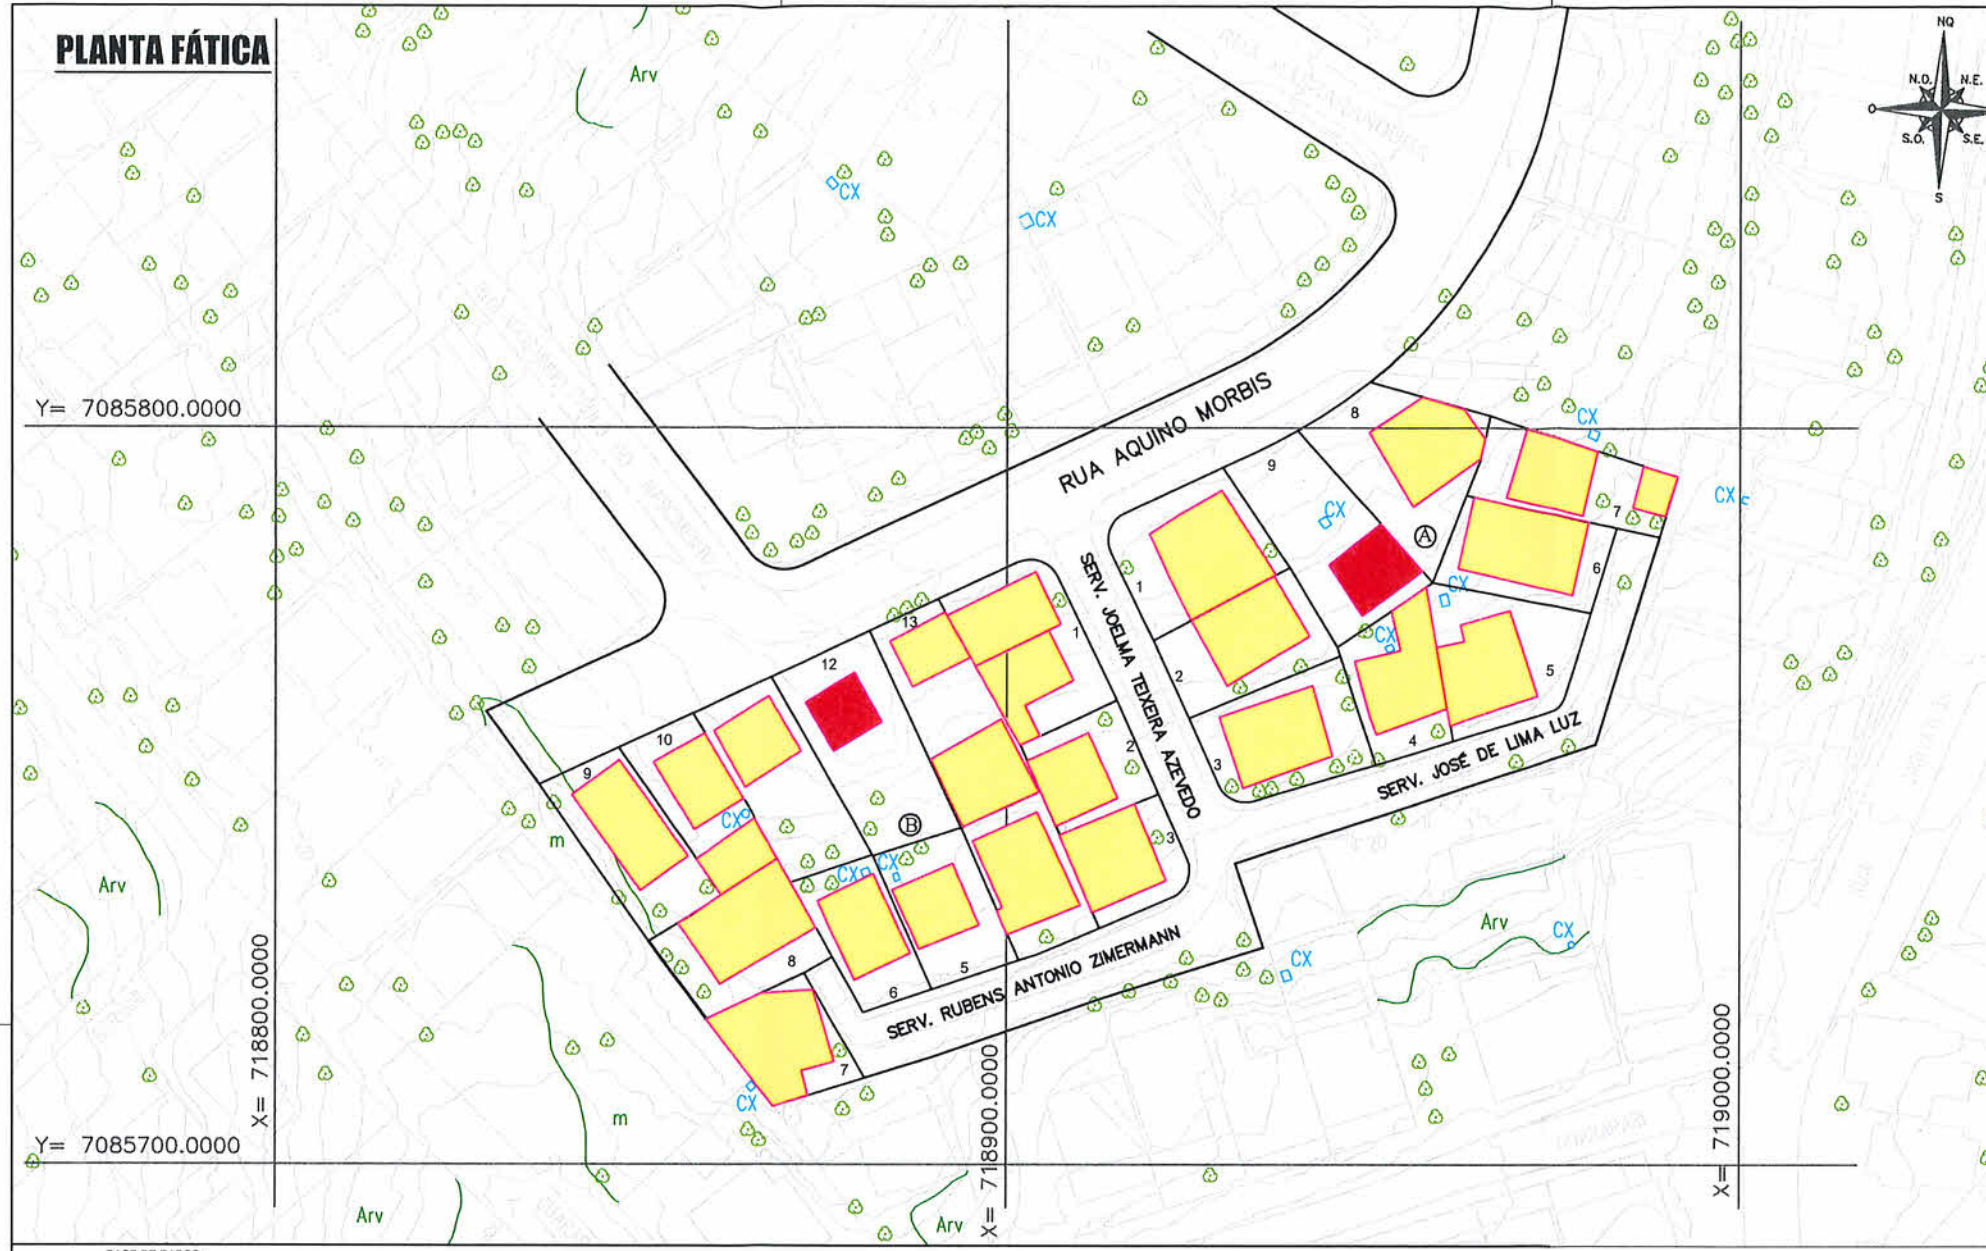 PLANTA FÁTICA
NQ
N.O.
N.E.
O
S.O.
S.E.
S
Arv
CX
CX
Y= 7085800.0000
RUA AQUINO MORBIS
8
CX
9
CX
A
7
CX
1
6
CX
CX
SERV. JOELMA TEIXEIRA AZEVEDO
13
1
12
2
5
10
2
3
4
SERV. JOSÉ DE LIMA LUZ
9
CX
B
3
m
CX
CX
Arv
Arv
CX
8
5
6
SERV. RUBENS ANTONIO ZIMERMANN
CX
7
CX
m
X= 718800.0000
X= 718900.0000
X= 719000.0000
Y= 7085700.0000
Arv
Arv